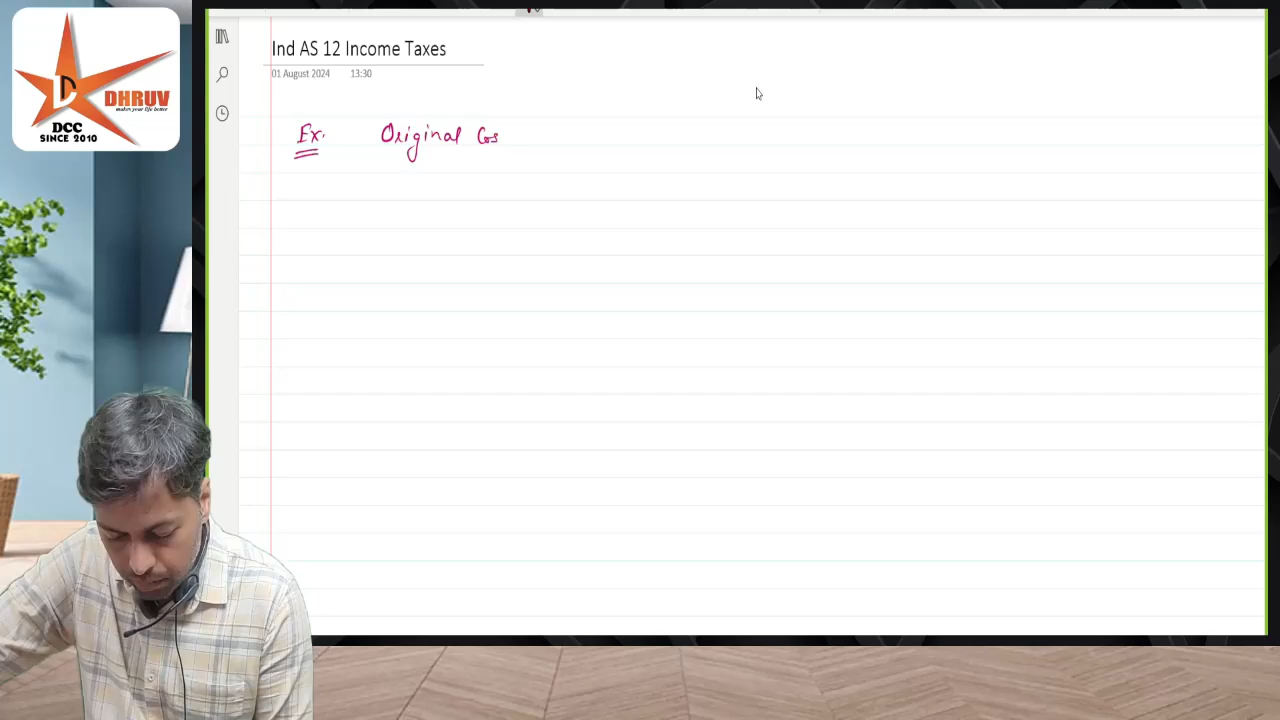 DHRUV
makes your life better
DCC
SINCE 2010
Ind AS 12 Income Taxes
01 August 2024 13:30
Ex. Original Cos